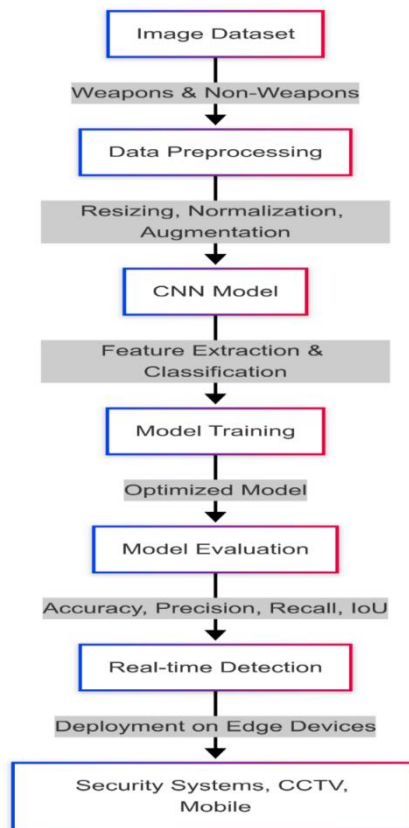 Image Dataset
Weapons & Non-Weapons
Data Preprocessing
Resizing, Normalization,
Augmentation
CNN Model
Feature Extraction &
Classification
Model Training
Optimized Model
Model Evaluation
Accuracy, Precision, Recall, IoU
Real-time Detection
Deployment on Edge Devices
Security Systems, CCTV,
Mobile